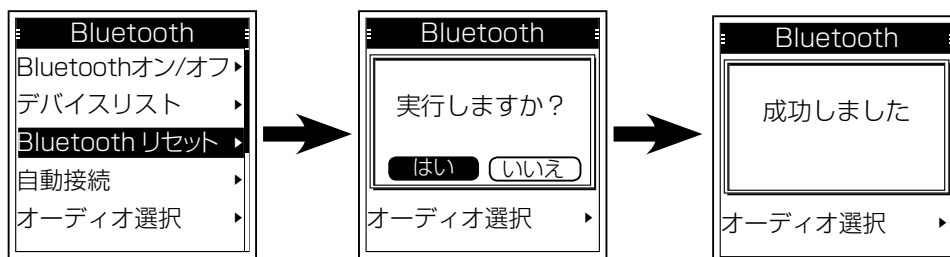 Bluetooth
Bluetoothオン/オフ
デバイスリスト
Bluetooth リセット
自動接続
オーディオ選択
Bluetooth
実行しますか？
はい いいえ
オーディオ選択
Bluetooth
成功しました
オーディオ選択